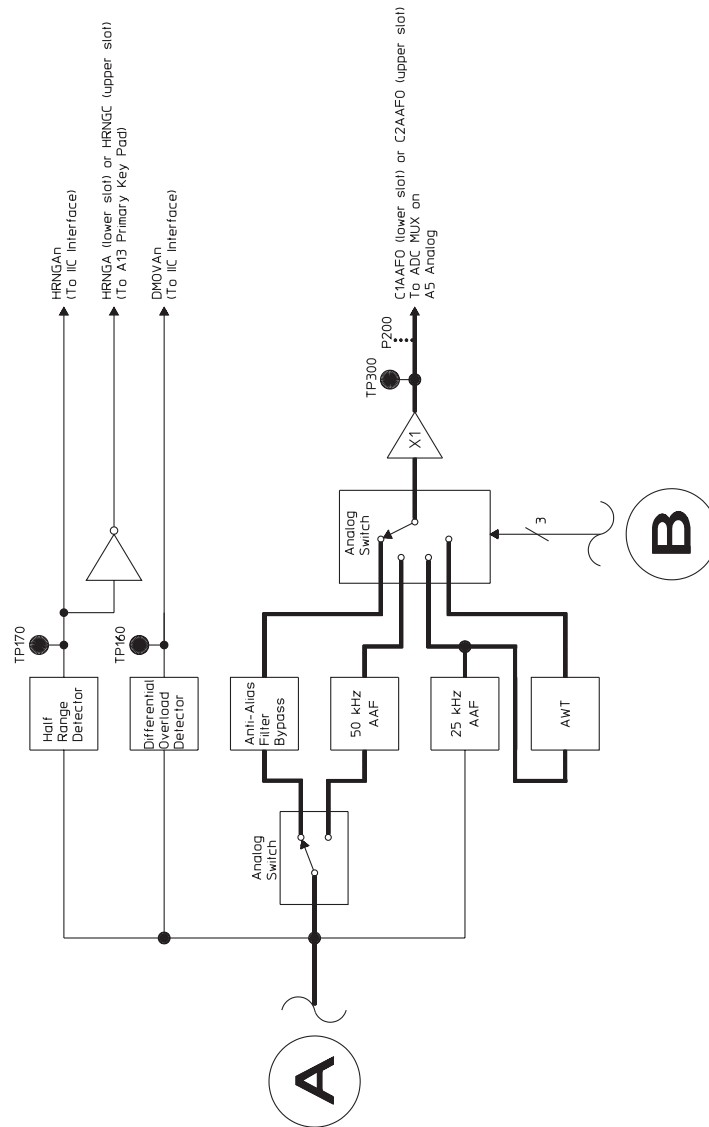 HRNGAn
(To IIC Interface)
HRNGA (lower slot) or HRNGC (upper slot)
(To A13 Primary Key Pad)
DMOVAn
(To IIC Interface)
TP170
Half
Range
Detector
TP160
Differential
Overload
Detector
Anti-Alias
Filter
Bypass
50 kHz
AAF
25 kHz
AAF
AWT
Analog
Switch
Analog
Switch
X1
TP300
P200
C1AAFO (lower slot) or C2AAFO (upper slot)
To ADC MUX on
A5 Analog
3
A
B